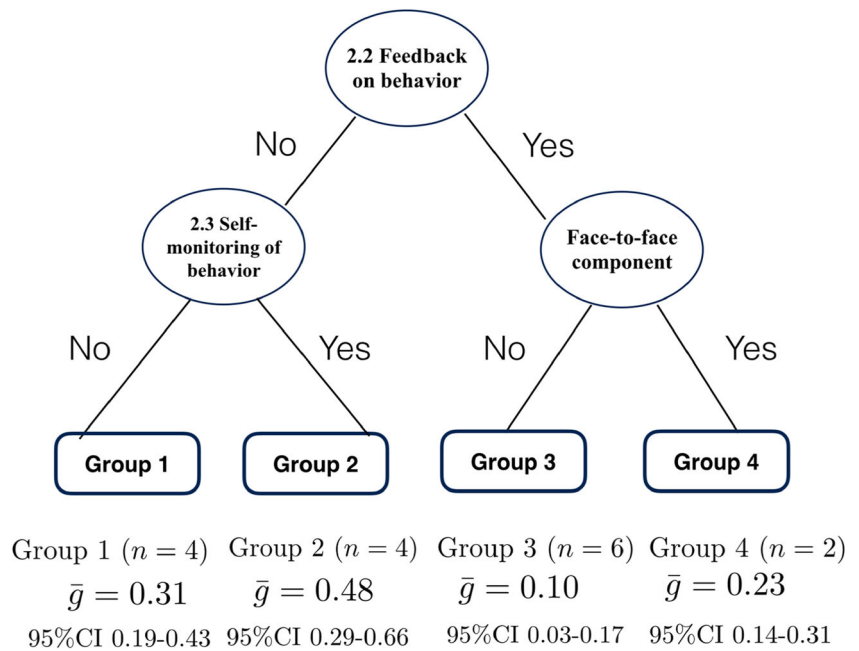 2.2 Feedback
on behavior
No
Yes
2.3 Self-
monitoring of
behavior
Face-to-face
component
No
Yes
No
Yes
Group 1
Group 2
Group 3
Group 4
Group 1 (n = 4) Group 2 (n = 4) Group 3 (n = 6) Group 4 (n = 2)
ḡ = 0.31 ḡ = 0.48 ḡ = 0.10 ḡ = 0.23
95%CI 0.19-0.43 95%CI 0.29-0.66 95%CI 0.03-0.17 95%CI 0.14-0.31